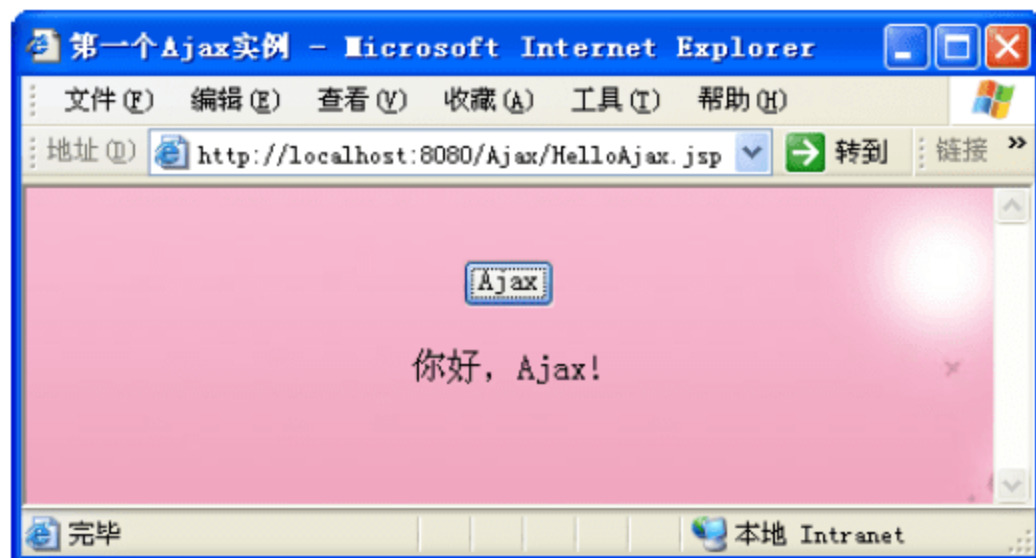 第一个Ajax实例 - Microsoft Internet Explorer
文件(F) 编辑(E) 查看(V) 收藏(A) 工具(T) 帮助(H)
地址(D) http://localhost:8080/Ajax/HelloAjax.jsp 转到 链接 »
Ajax
你好，Ajax!
完毕 本地 Intranet